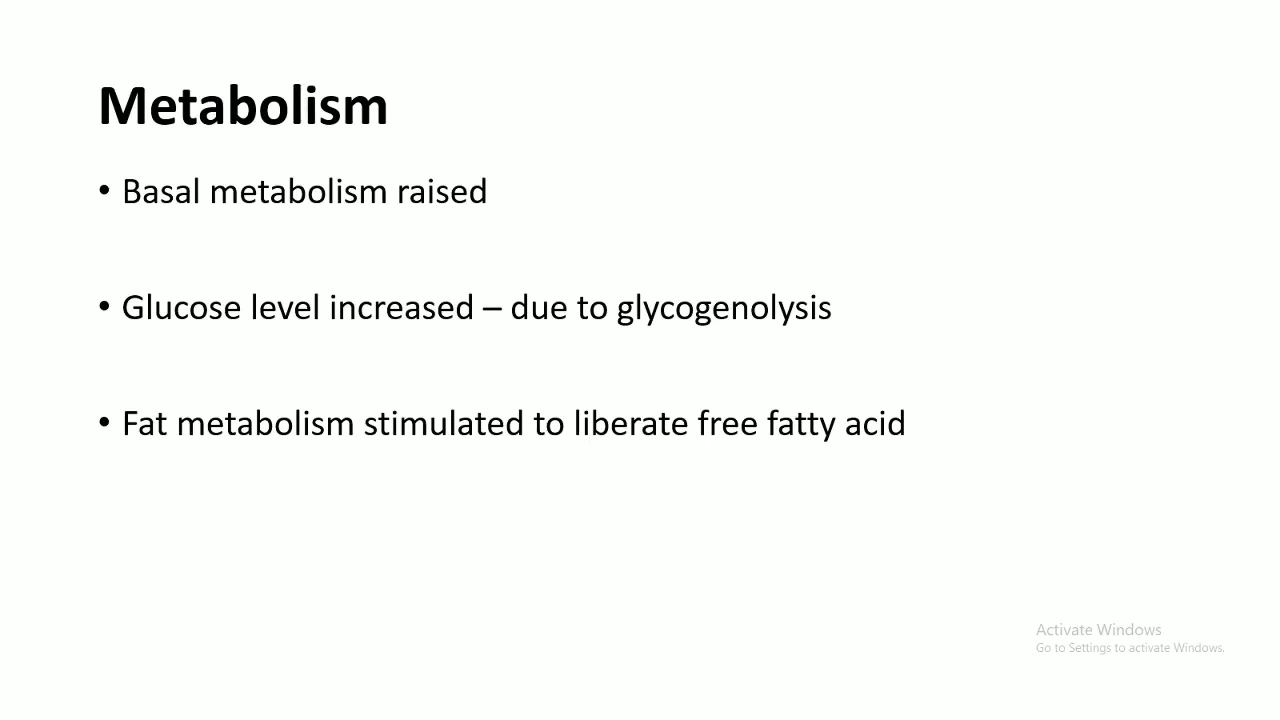 Metabolism
• Basal metabolism raised
• Glucose level increased – due to glycogenolysis
• Fat metabolism stimulated to liberate free fatty acid
Activate Windows
Go to Settings to activate Windows.